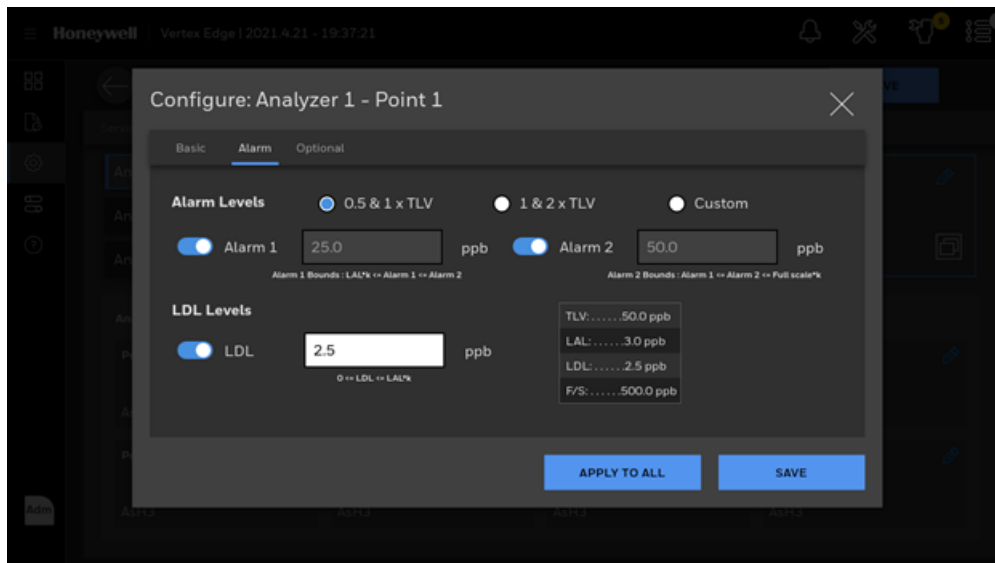 Honeywell Vertex Edge | 2021.4.21 - 19:37:21
Configure: Analyzer 1 - Point 1
Basic Alarm Optional
Alarm Levels 0.5 & 1 x TLV 1 & 2 x TLV Custom
Alarm 1 25.0 ppb Alarm 2 50.0 ppb
Alarm 1 Bounds : LAL*k <= Alarm 1 <= Alarm 2 Alarm 2 Bounds : Alarm 1 <= Alarm 2 <= Full scale*k
LDL Levels
TLV:......50.0 ppb
LAL:......3.0 ppb
LDL 2.5 ppb
LDL:......2.5 ppb
0 <= LDL <= LAL*k
F/S:......500.0 ppb
APPLY TO ALL SAVE
Adm
AsH3 AsH3 AsH3 AsH3